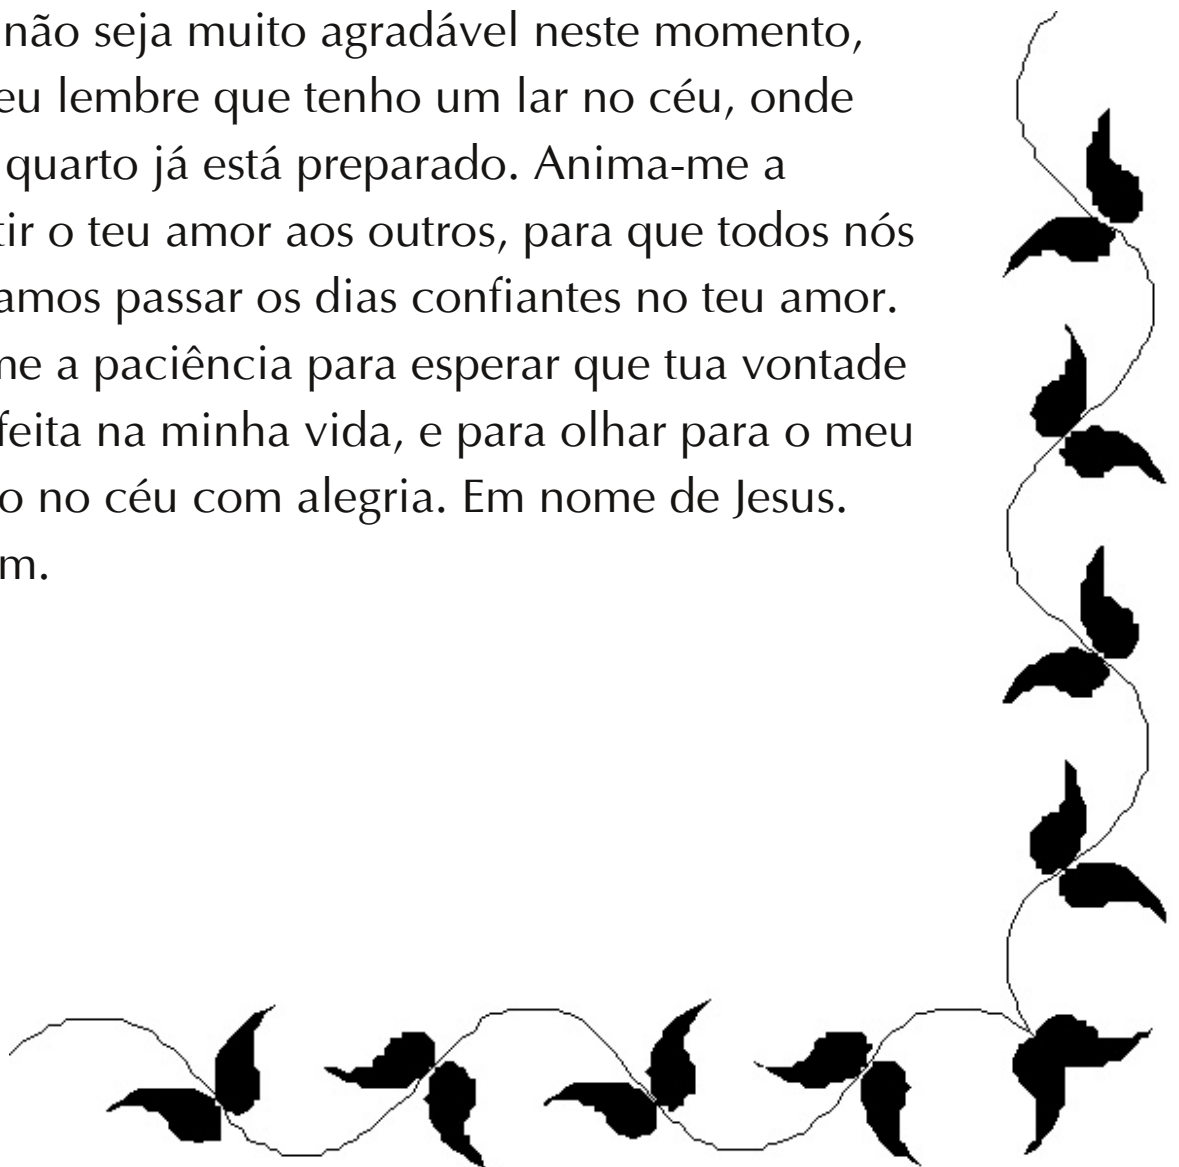 não seja muito agradável neste momento,
eu lembre que tenho um lar no céu, onde
quarto já está preparado. Anima-me a
tir o teu amor aos outros, para que todos nós
amos passar os dias confiantes no teu amor.
me a paciência para esperar que tua vontade
feita na minha vida, e para olhar para o meu
o no céu com alegria. Em nome de Jesus.
m.